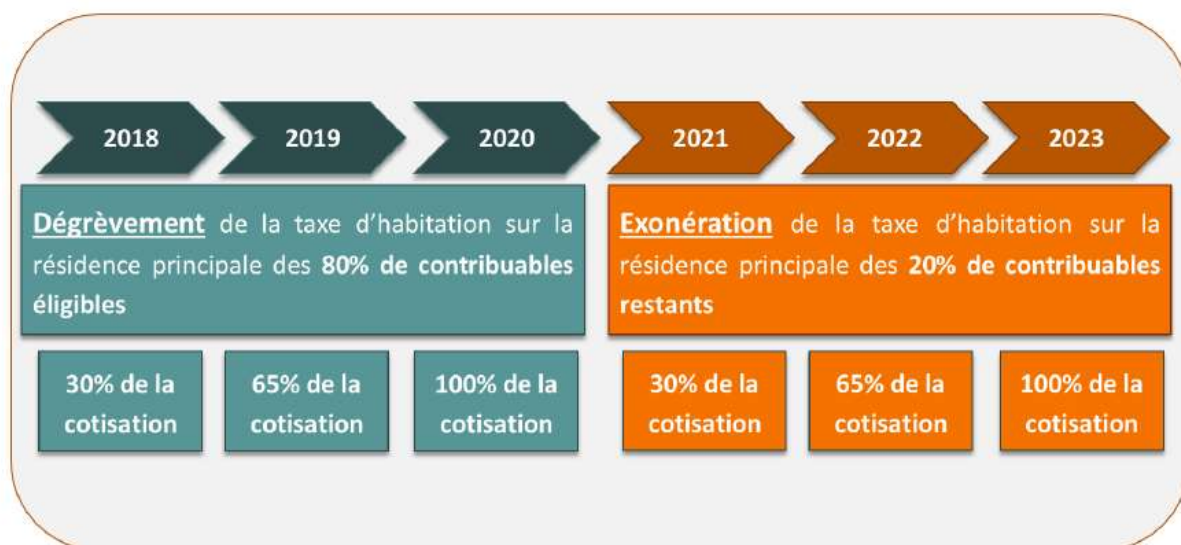 2018 2019 2020 2021 2022 2023
Dégrèvement de la taxe d'habitation sur la
résidence principale des 80% de contribuables
éligibles
Exonération de la taxe d'habitation sur la
résidence principale des 20% de contribuables
restants
30% de la
cotisation
65% de la
cotisation
100% de la
cotisation
30% de la
cotisation
65% de la
cotisation
100% de la
cotisation